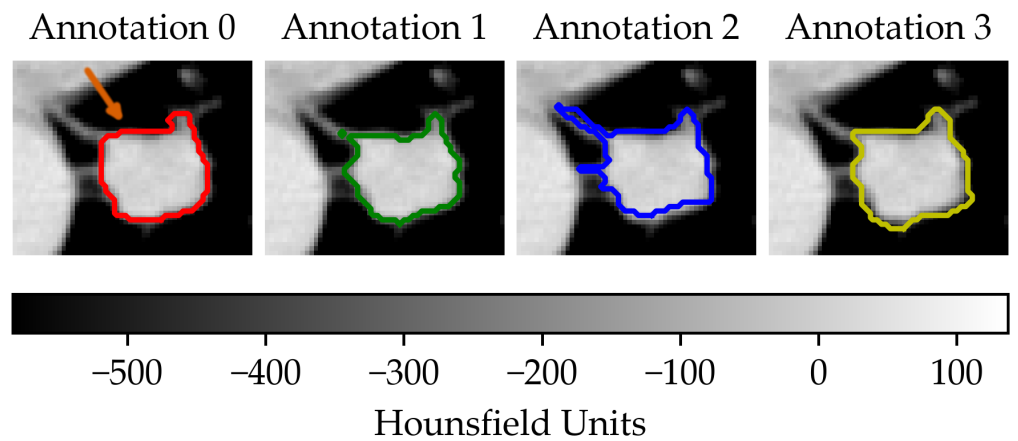 Annotation 0 Annotation 1 Annotation 2 Annotation 3
−500 −400 −300 −200 −100 0 100
Hounsfield Units